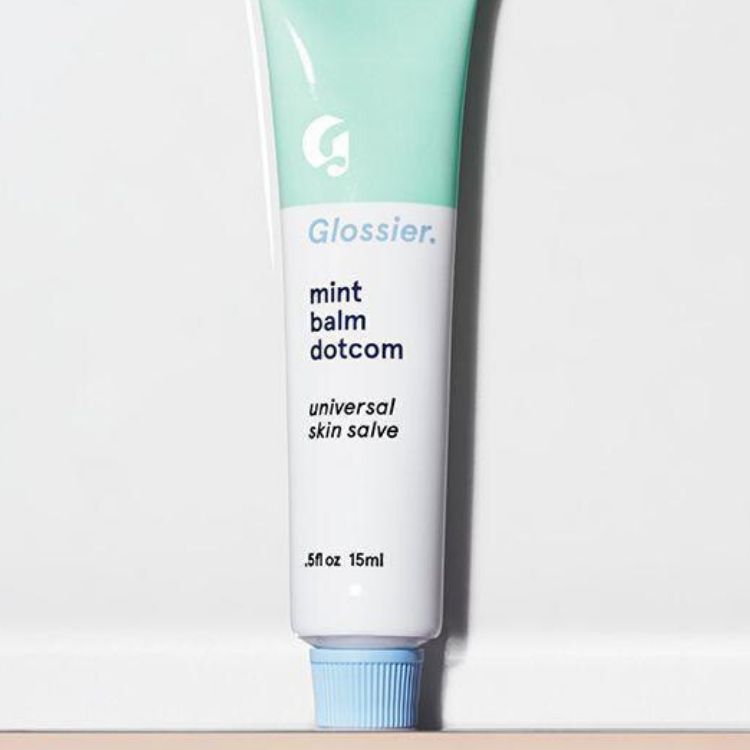 G
Glossier.
mint
balm
dotcom
universal
skin salve
.5fl oz 15ml